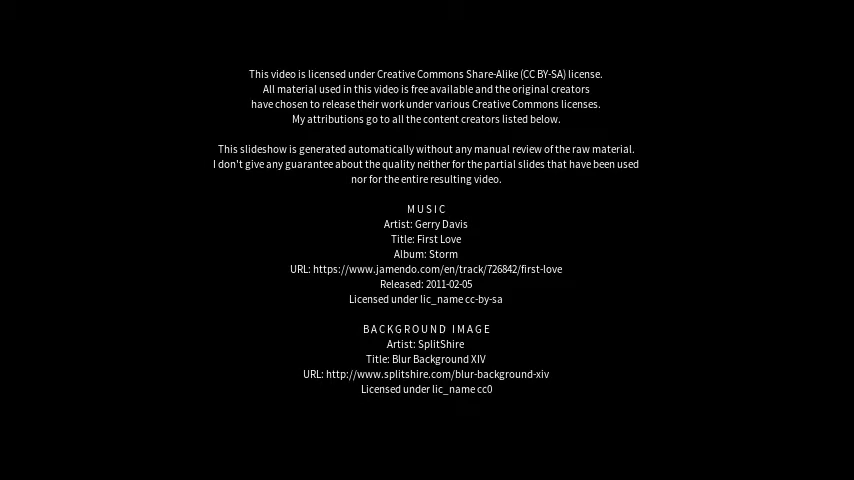 This video is licensed under Creative Commons Share-Alike (CC BY-SA) license.
All material used in this video is free available and the original creators
have chosen to release their work under various Creative Commons licenses.
My attributions go to all the content creators listed below.
This slideshow is generated automatically without any manual review of the raw material.
I don't give any guarantee about the quality neither for the partial slides that have been used
nor for the entire resulting video.
MUSIC
Artist: Gerry Davis
Title: First Love
Album: Storm
URL: https://www.jamendo.com/en/track/726842/first-love
Released: 2011-02-05
Licensed under lic_name cc-by-sa
BACKGROUND IMAGE
Artist: SplitShire
Title: Blur Background XIV
URL: http://www.splitshire.com/blur-background-xiv
Licensed under lic_name cc0